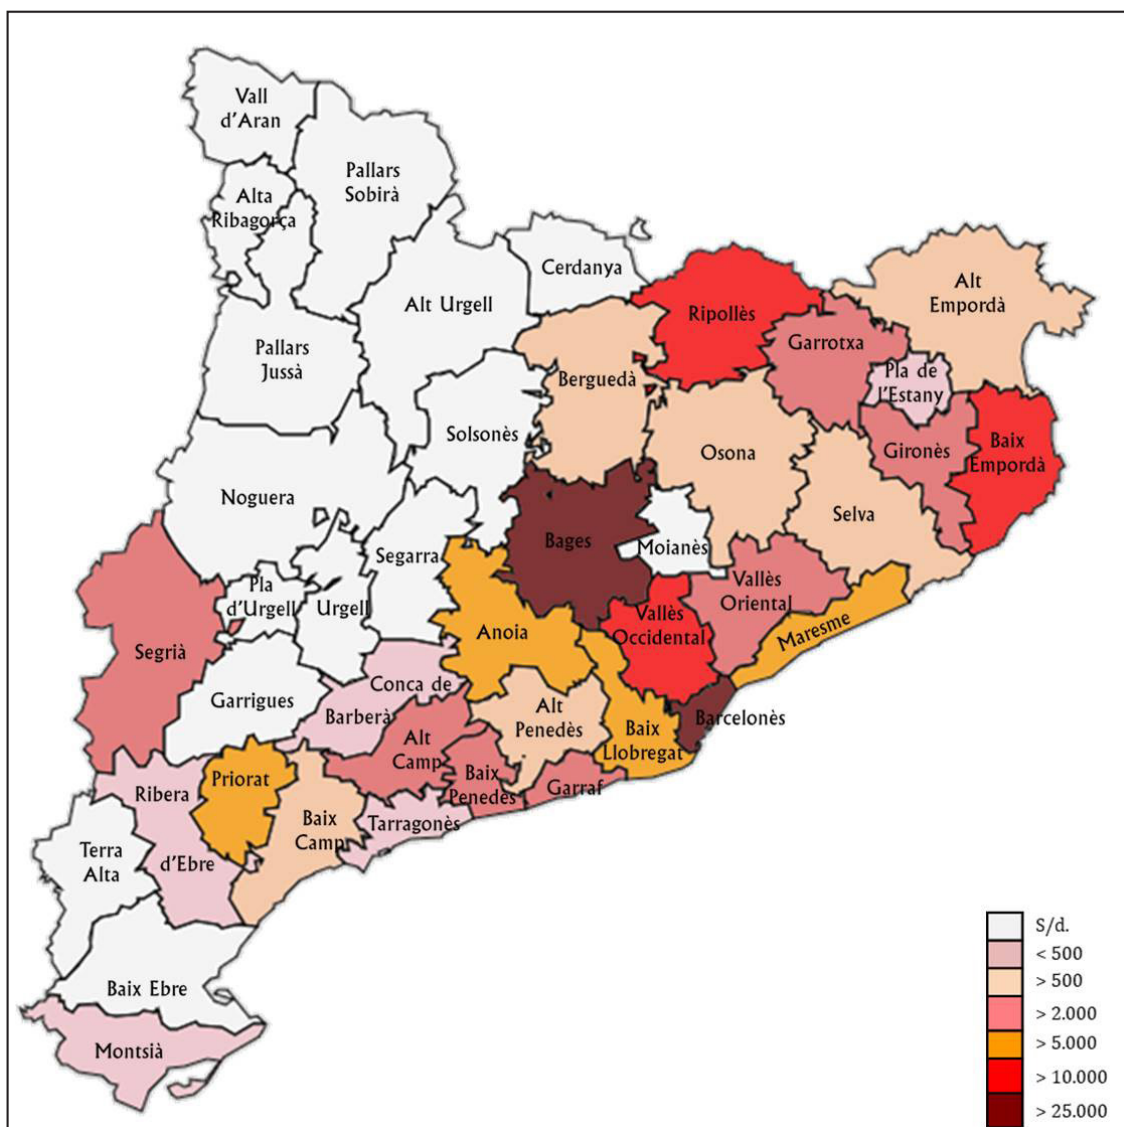 Vall
d'Aran
Pallars
Sobirà
Alta
Ribagorça
Cerdanya
Alt Urgell
Ripollès
Alt
Empordà
Garrotxa
Pallars
Jussà
Berguedà
Pla de
l'Estany
Solsonès
Osona
Gironès
Baix
Empordà
Noguera
Selva
Bages
Moianès
Segarra
Pla
d'Urgell
Urgell
Vallès
Oriental
Vallès
Occidental
Anoia
Maresme
Segrià
Garrigues
Conca de
Barberà
Alt
Penedès
Barcelonès
Baix
Llobregat
Alt
Camp
Baix
Penedès
Garraf
Priorat
Ribera
d'Ebre
Baix
Camp
Tarragonès
Terra
Alta
Baix Ebre
Montsià
S/d.
< 500
> 500
> 2.000
> 5.000
> 10.000
> 25.000